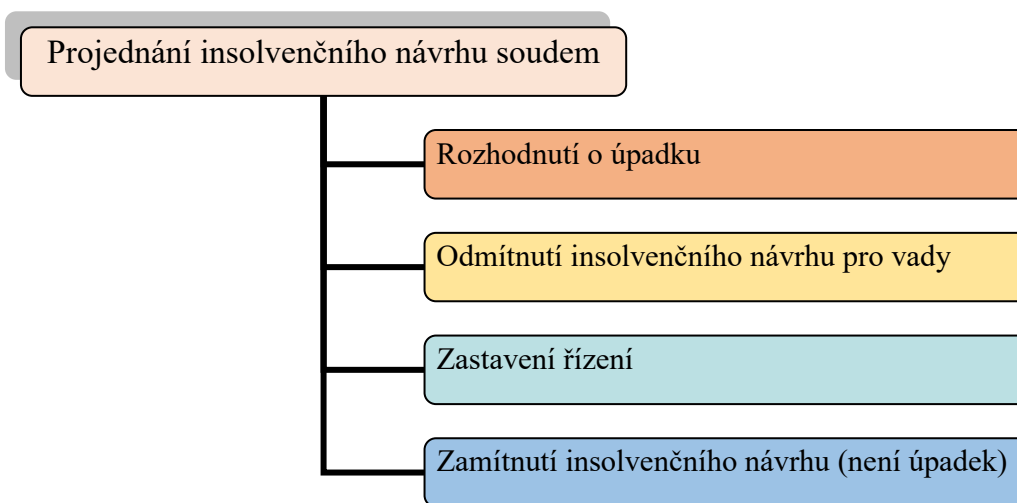 Projednání insolvenčního návrhu soudem
Rozhodnutí o úpadku
Odmítnutí insolvenčního návrhu pro vady
Zastavení řízení
Zamítnutí insolvenčního návrhu (není úpadek)